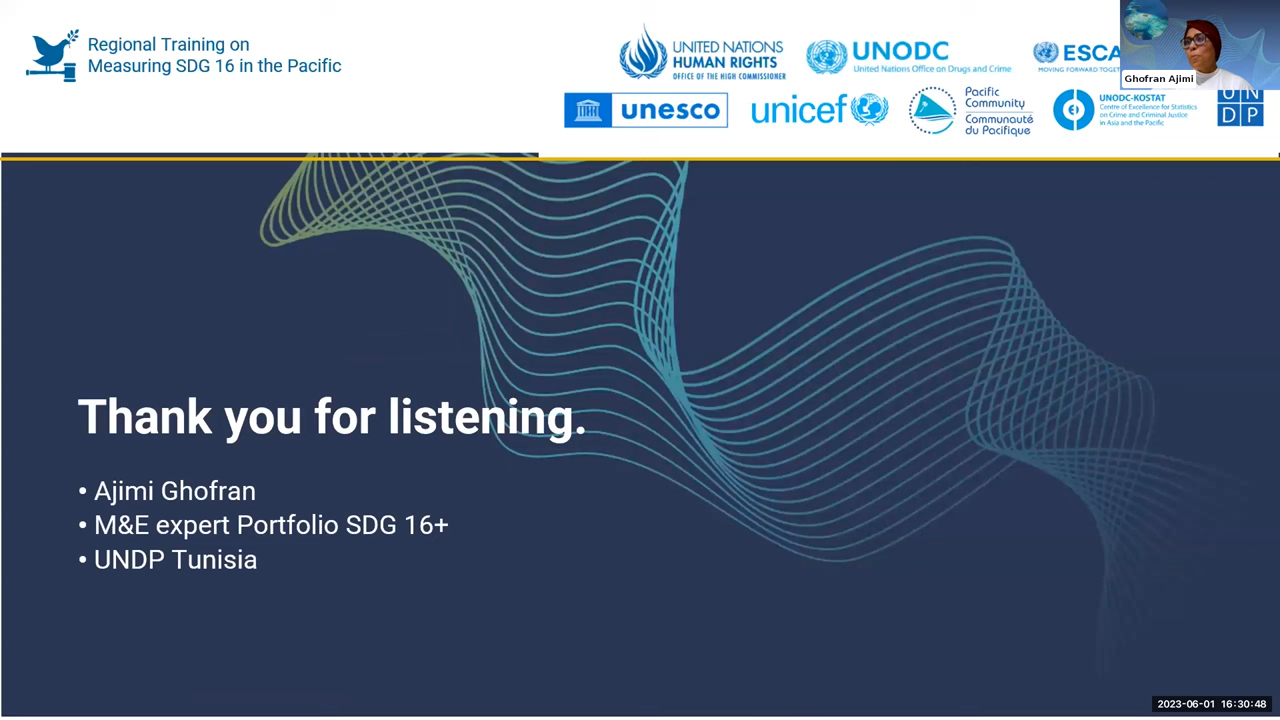 Regional Training on
Measuring SDG 16 in the Pacific
UNITED NATIONS
HUMAN RIGHTS
OFFICE OF THE HIGH COMMISSIONER
UNODC
United Nations Office on Drugs and Crime
ESCA
MOVING FORWARD TOGET
Ghofran Ajimi
unesco
unicef
Pacific
Community
Communauté
du Pacifique
UNODC-KOSTAT
Centre of Excellence for Statistics
on Crime and Criminal Justice
in Asia and the Pacific
U N
D P
Thank you for listening.
• Ajimi Ghofran
• M&E expert Portfolio SDG 16+
• UNDP Tunisia
2023-06-01 16:30:48